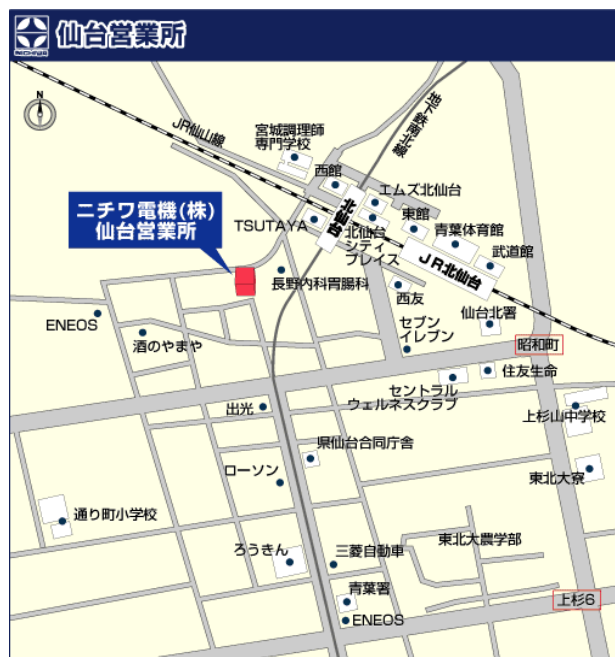 仙台営業所
N
JR仙山線
地下鉄南北線
宮城調理師
専門学校
西館
エムズ北仙台
ニチワ電機(株)
仙台営業所
TSUTAYA
北仙台
北仙台
シティ
プレイス
東館
青葉体育館
武道館
JR北仙台
長野内科胃腸科
西友
ENEOS
酒のやまや
セブン
イレブン
仙台北署
昭和町
住友生命
セントラル
ウェルネスクラブ
出光
上杉山中学校
県仙台合同庁舎
ローソン
東北大寮
通り町小学校
ろうきん
三菱自動車
東北大農学部
青葉署
上杉6
ENEOS